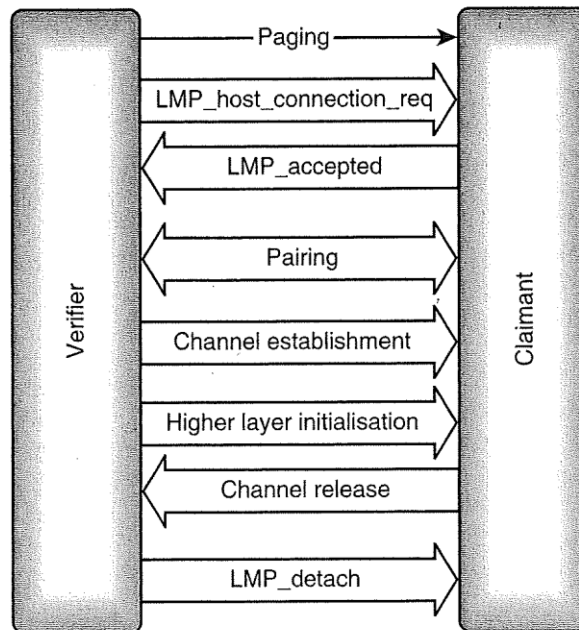 Paging
LMP_host_connection_req
LMP_accepted
Pairing
Verifier
Claimant
Channel establishment
Higher layer initialisation
Channel release
LMP_detach